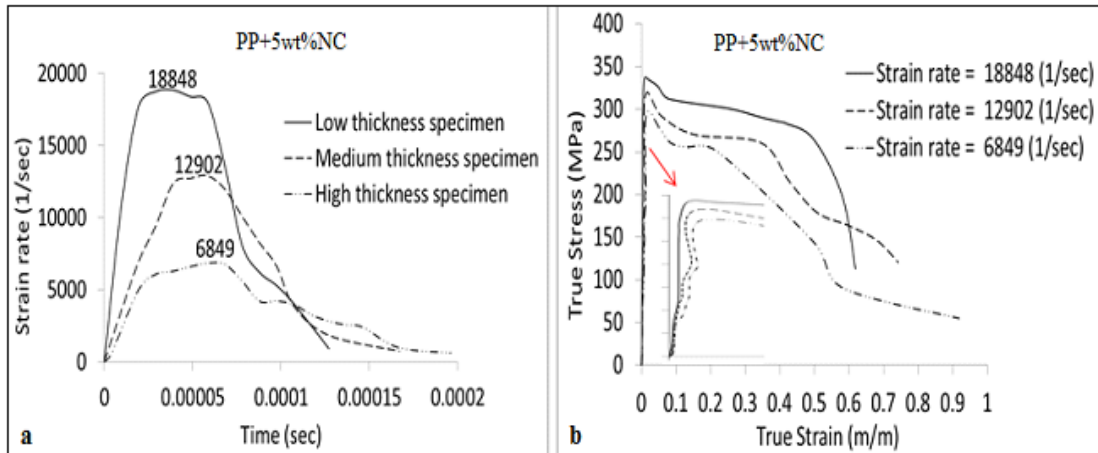 PP+5wt%NC
20000
15000
10000
5000
0
18848
12902
6849
Low thickness specimen
Medium thickness specimen
High thickness specimen
Strain rate (1/sec)
0 0.00005 0.0001 0.00015 0.0002
Time (sec)
a
PP+5wt%NC
400
350
300
250
200
150
100
50
0
Strain rate = 18848 (1/sec)
Strain rate = 12902 (1/sec)
Strain rate = 6849 (1/sec)
True Stress (MPa)
0 0.1 0.2 0.3 0.4 0.5 0.6 0.7 0.8 0.9 1
True Strain (m/m)
b